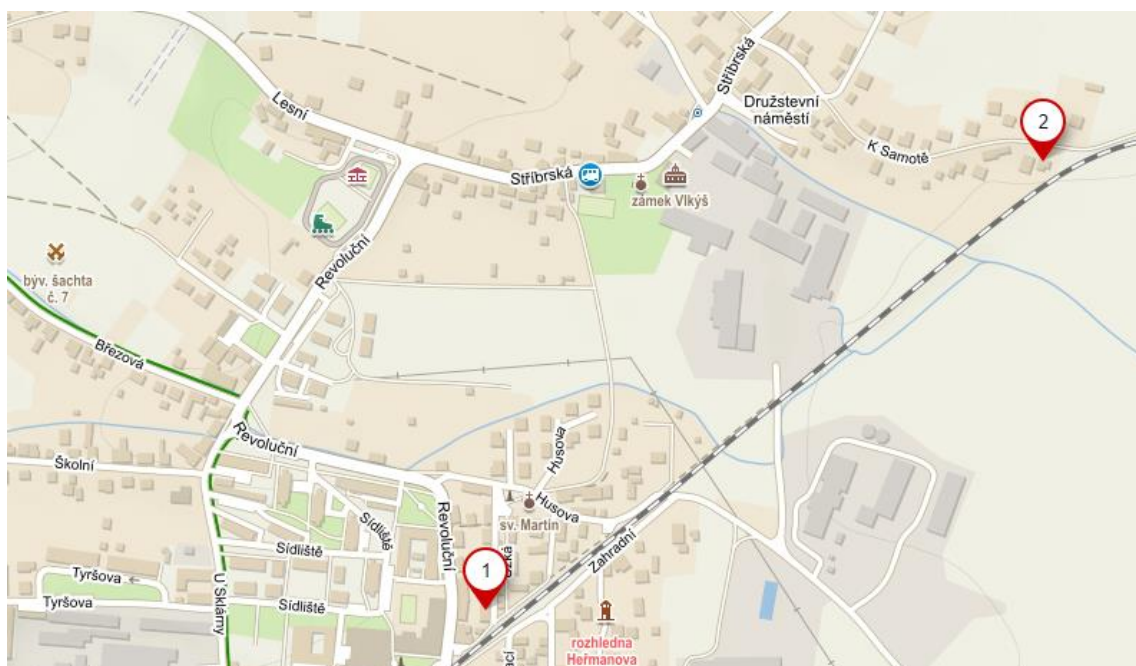 Stříbrská
Lesní
Družstevní
náměstí
2
K Samotě
Stříbrská
zámek Vlkýš
Revoluční
býv. šachta
č. 7
Březová
Revoluční
Husova
Školní
Husova
sv. Martin
Revoluční
Sídliště
Sídliště
Zahradní
1
Tyršova
Tyršova
Sídliště
U Sklárny
rozhledna
Heřmanova